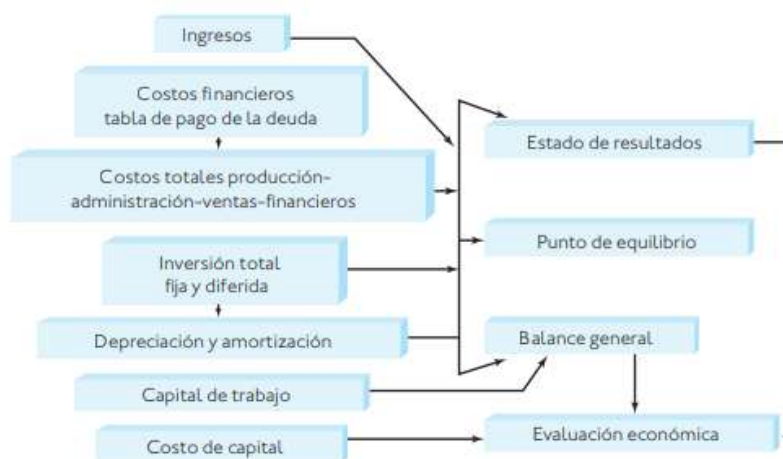 Ingresos
Costos financieros
tabla de pago de la deuda
Costos totales producción-
administración-ventas-financieros
Inversión total
fija y diferida
Depreciación y amortización
Capital de trabajo
Costo de capital
Estado de resultados
Punto de equilibrio
Balance general
Evaluación económica